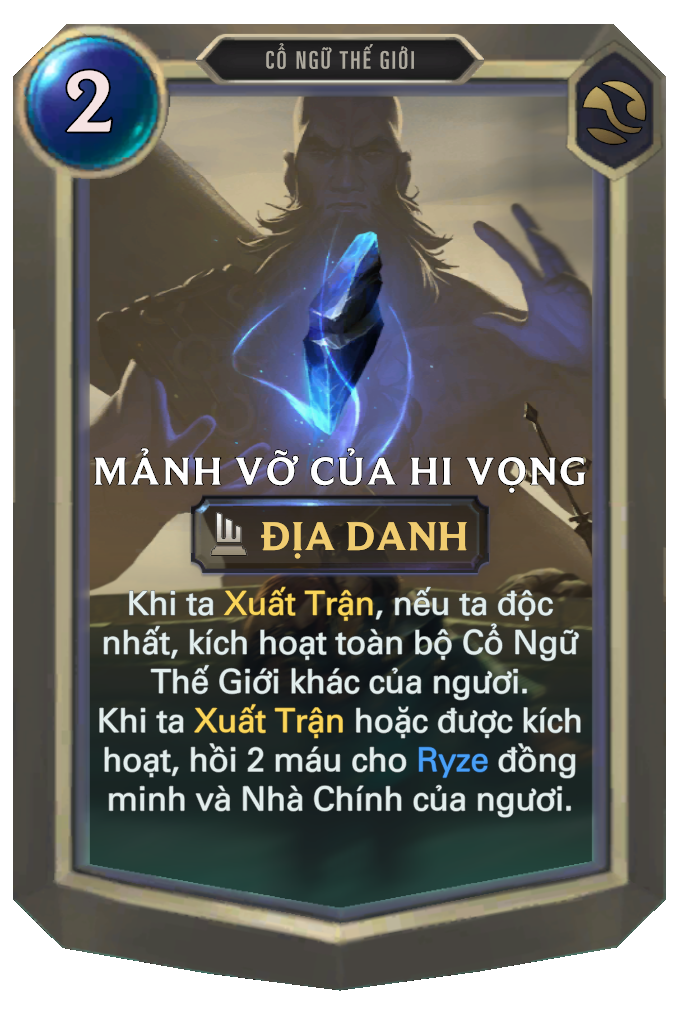 CỔ NGỮ THẾ GIỚI
2
MẢNH VỠ CỦA HI VỌNG
ĐỊA DANH
Khi ta Xuất Trận, nếu ta độc
nhất, kích hoạt toàn bộ Cổ Ngữ
Thế Giới khác của ngươi.
Khi ta Xuất Trận hoặc được kích
hoạt, hồi 2 máu cho Ryze đồng
minh và Nhà Chính của ngươi.